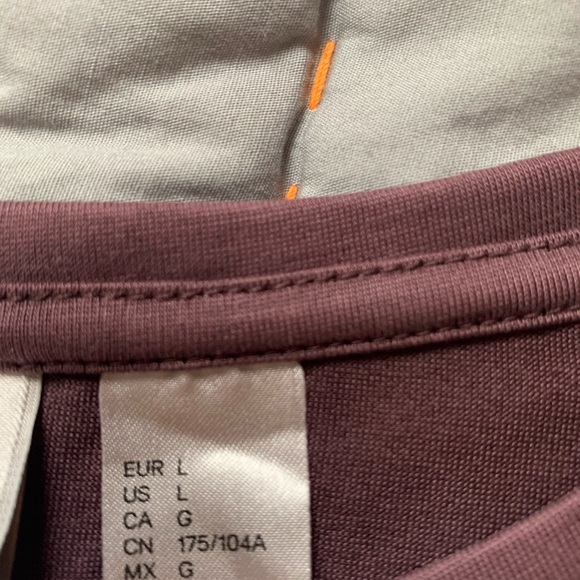 EUR L
US L
CA G
CN 175/104A
MX G